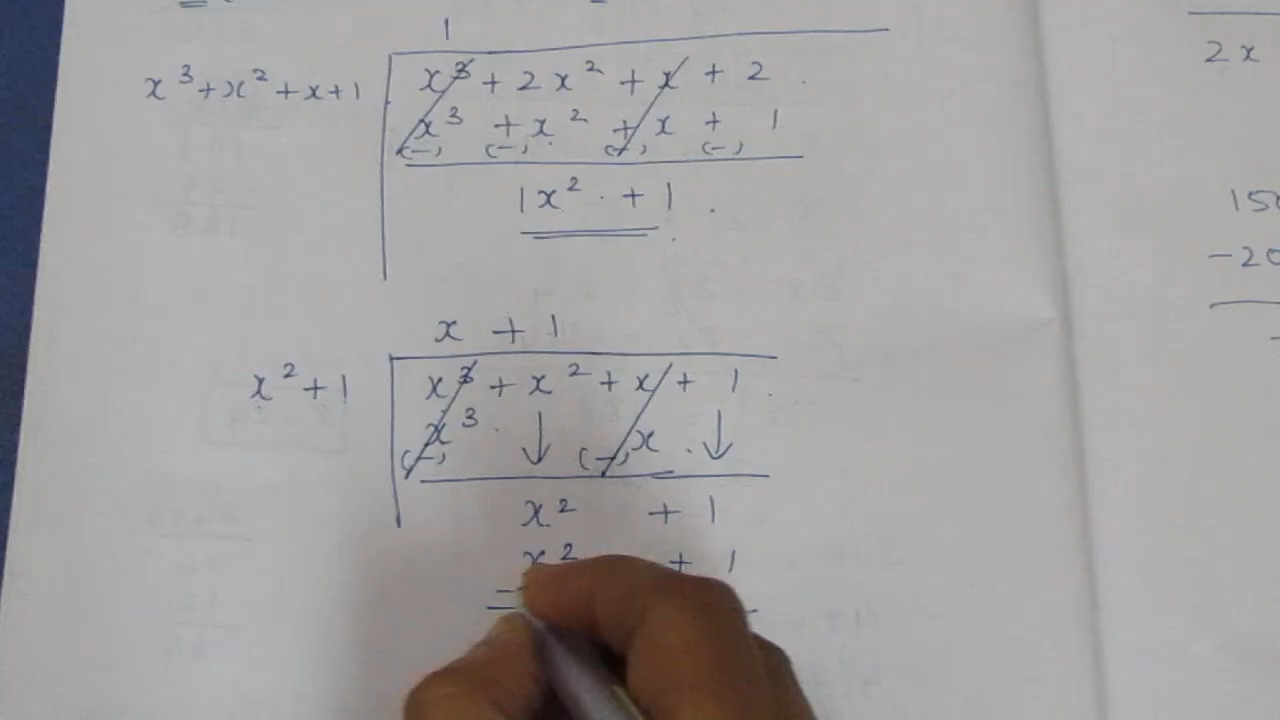 1
x³+x²+x+1 x³ + 2x² + x + 2
x³ + x² + x + 1
(-) (-) (-) (-)
1x² + 1
x + 1
x²+1 x³ + x² + x + 1
x³ ↓ x ↓
(-) (-)
x² + 1
x² + 1
2x
150
-20